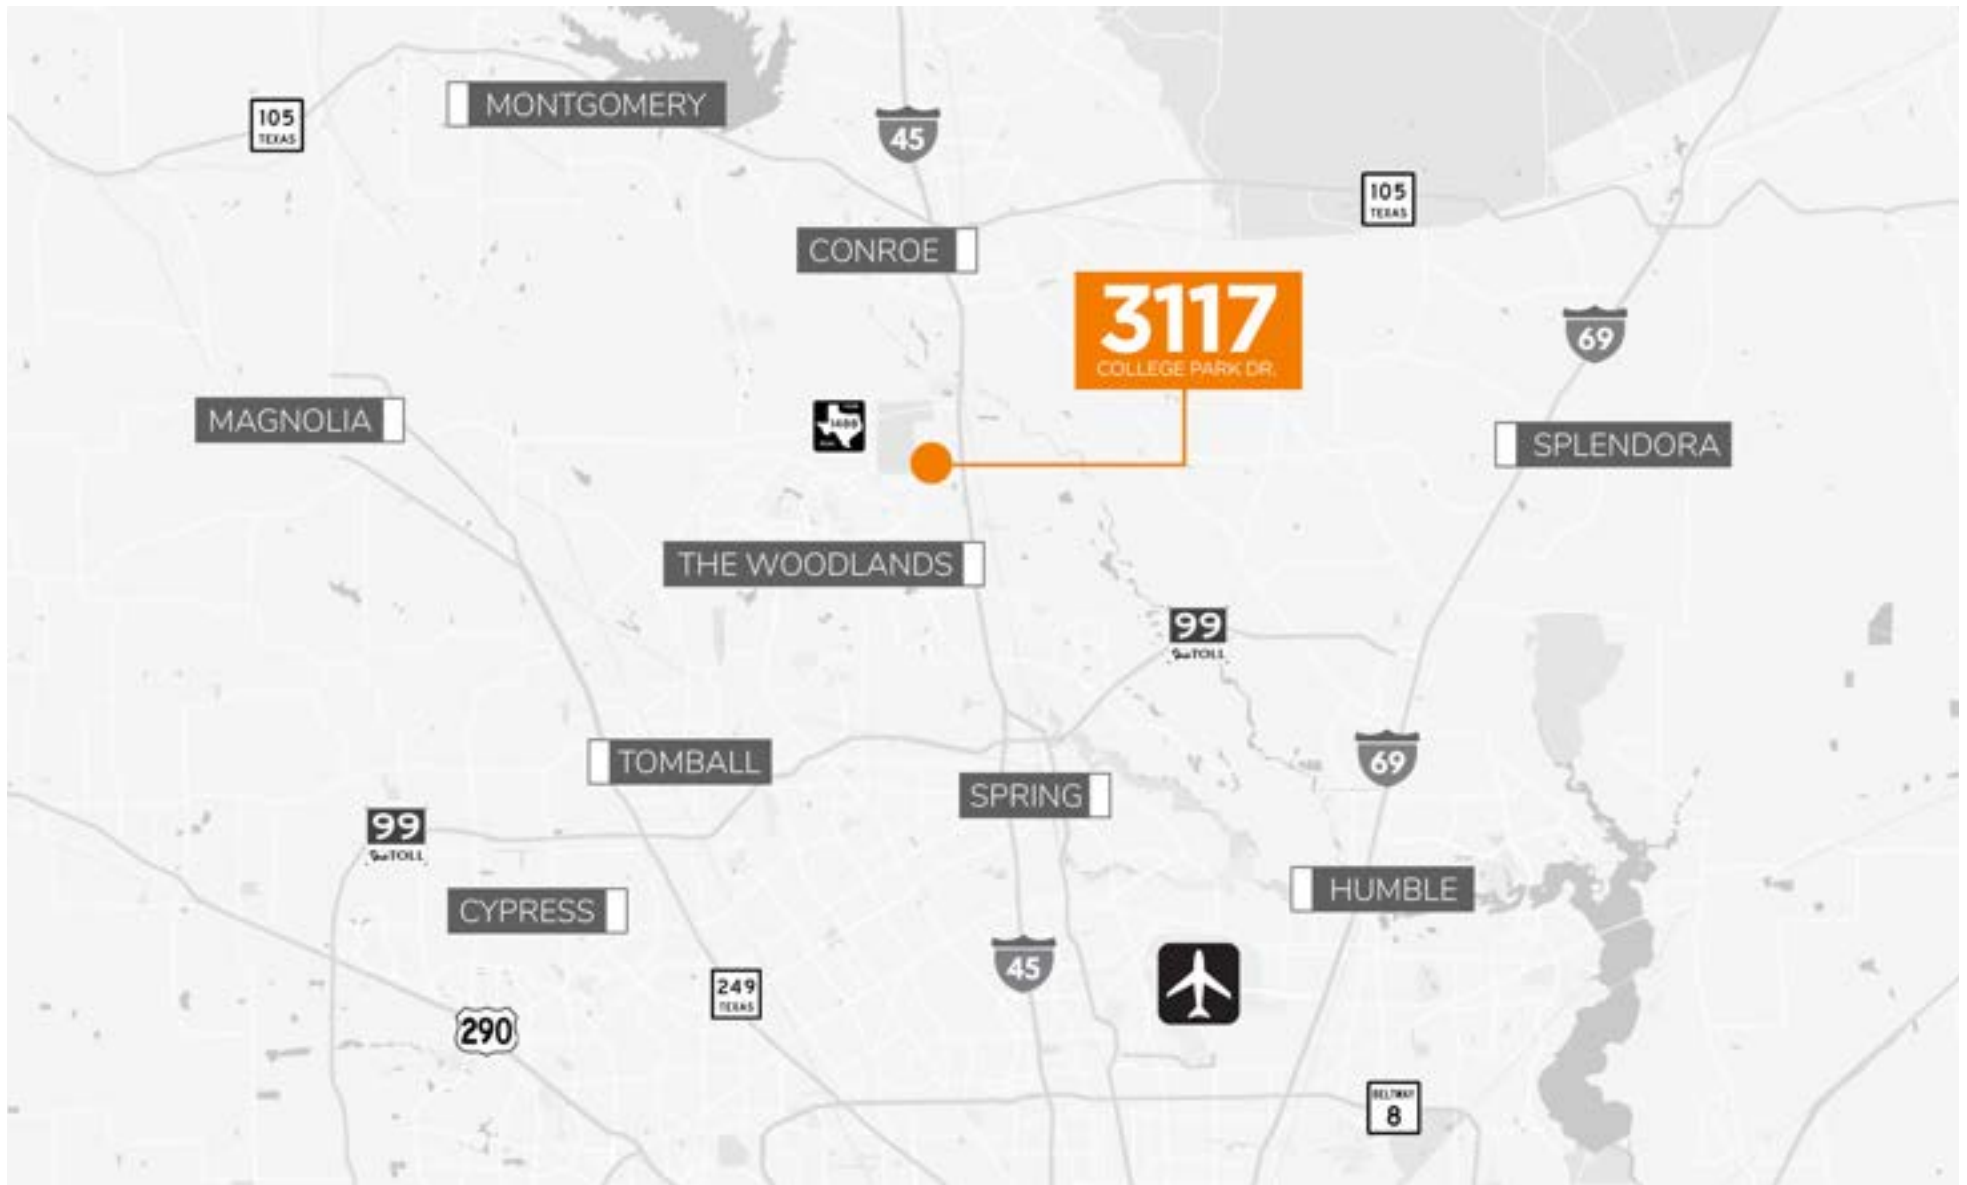 MONTGOMERY
105
TEXAS
45
105
TEXAS
CONROE
3117
COLLEGE PARK DR.
69
MAGNOLIA
1488
SPLENDORA
THE WOODLANDS
99
TOLL
TOMBALL
69
SPRING
99
TOLL
HUMBLE
CYPRESS
45
249
TEXAS
290
BELTWAY
8